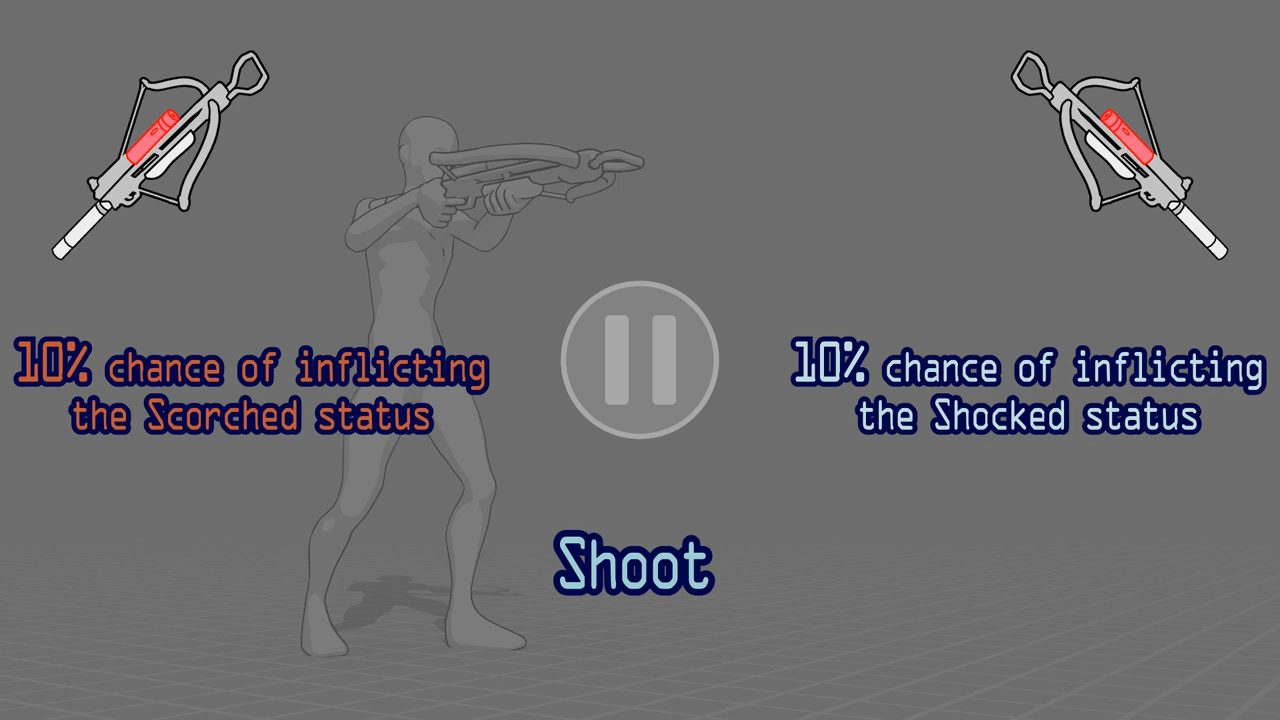 10% chance of inflicting
the Scorched status
10% chance of inflicting
the Shocked status
Shoot